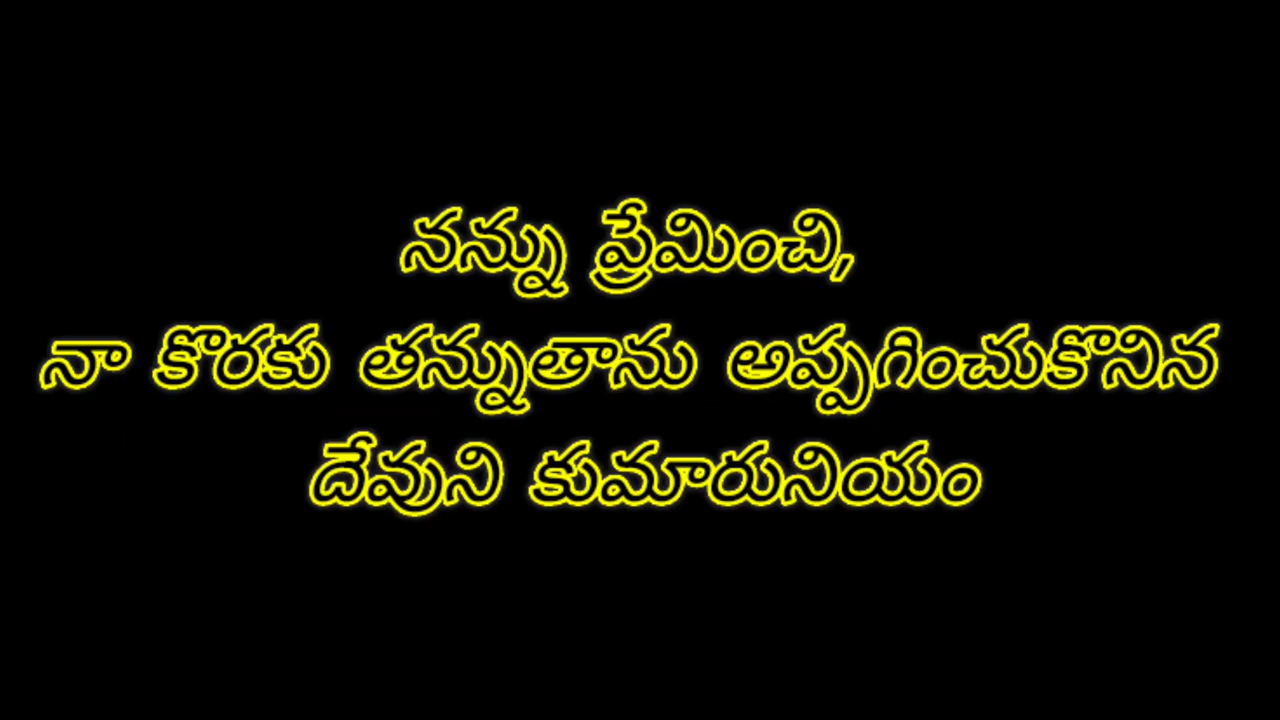 నన్ను ప్రేమించి,
నా కొరకు తన్నుతాను అప్పగించుకొనిన
దేవుని కుమారునియం